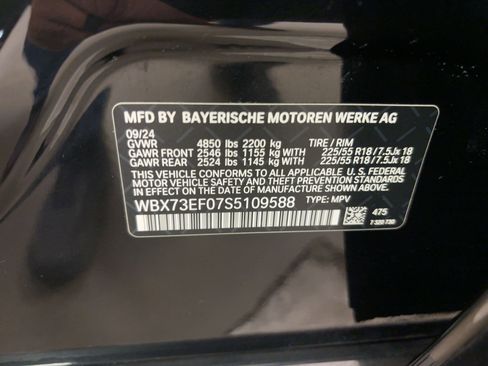 MFD BY BAYERISCHE MOTOREN WERKE AG
09/24
GVWR 4850 lbs 2200 kg TIRE / RIM
GAWR FRONT 2546 lbs 1155 kg 225/55 R18 / 7.5Jx 18
GAWR REAR 2524 lbs 1145 kg 225/55 R18 / 7.5Jx 18
THIS VEHICLE CONFORMS TO ALL APPLICABLE U. S. FEDERAL
MOTOR VEHICLE SAFETY, BUMPER, AND THEFT PREVENTION
STANDARDS IN EFFECT ON THE DATE OF MANUFACTURE SHOWN ABOVE.
WBX73EF07S5109588 TYPE: MPV
475